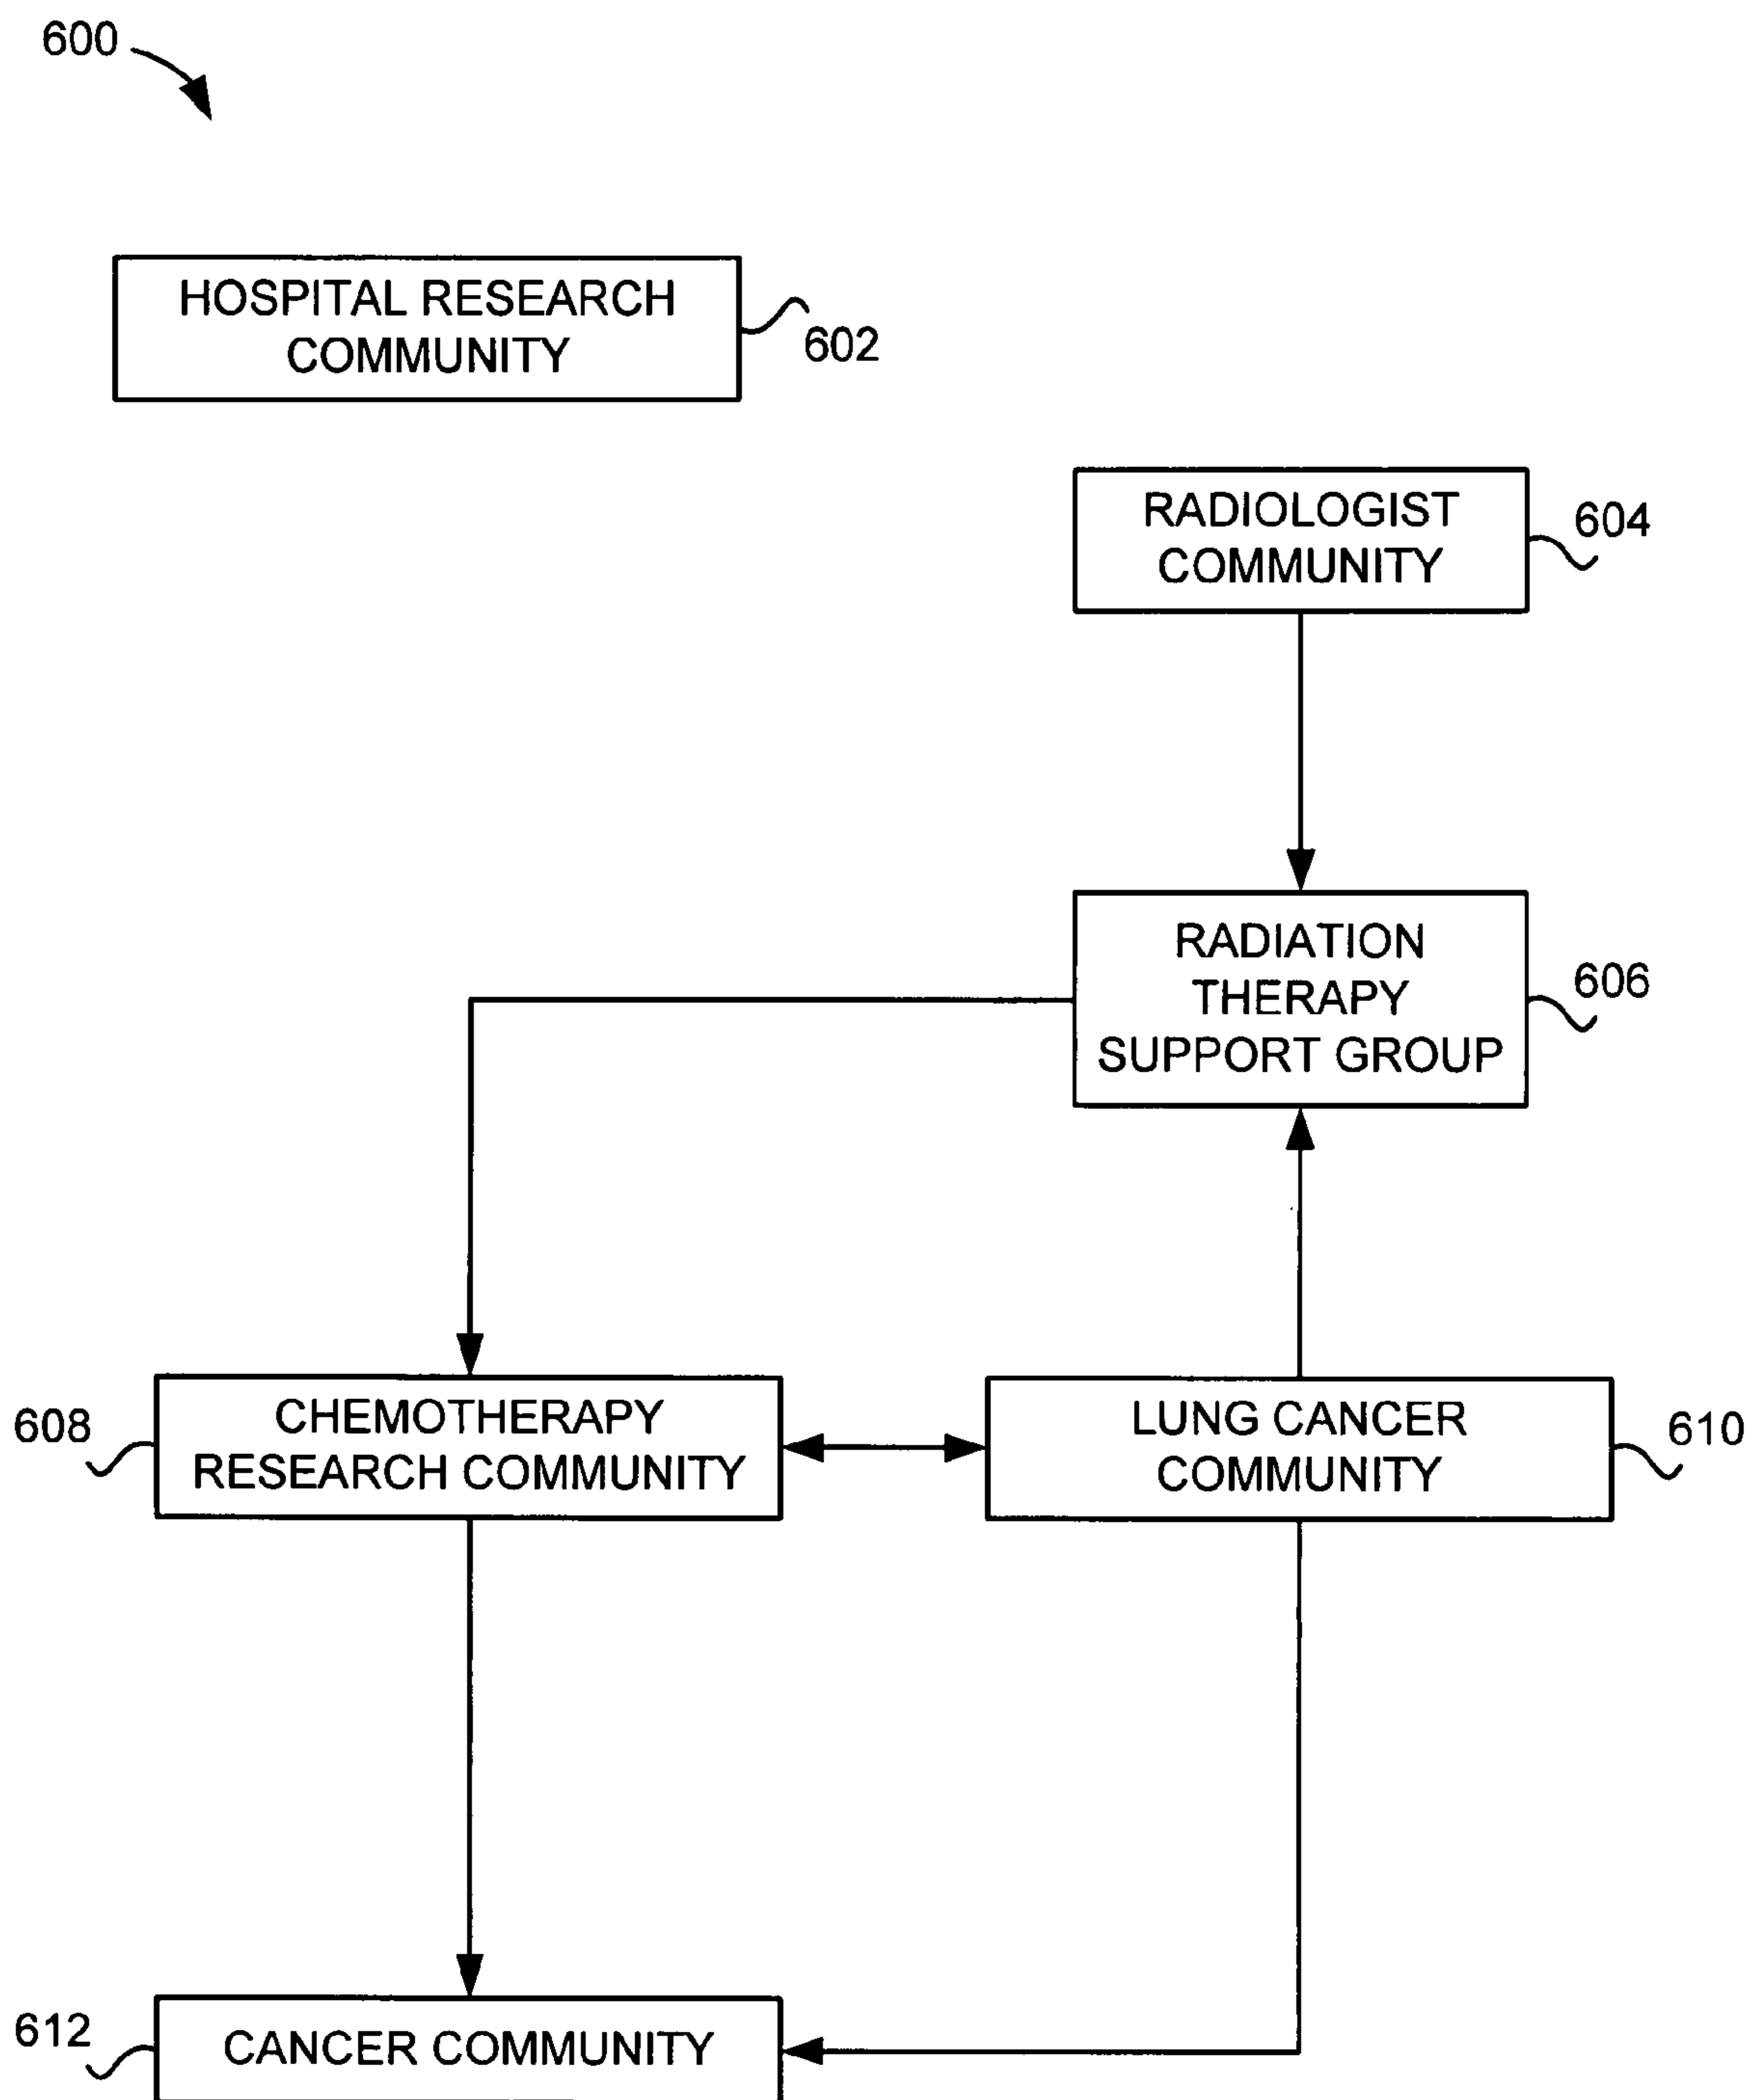 600
HOSPITAL RESEARCH
COMMUNITY
602
RADIOLOGIST
COMMUNITY
604
RADIATION
THERAPY
SUPPORT GROUP
606
608
CHEMOTHERAPY
RESEARCH COMMUNITY
LUNG CANCER
COMMUNITY
610
612
CANCER COMMUNITY